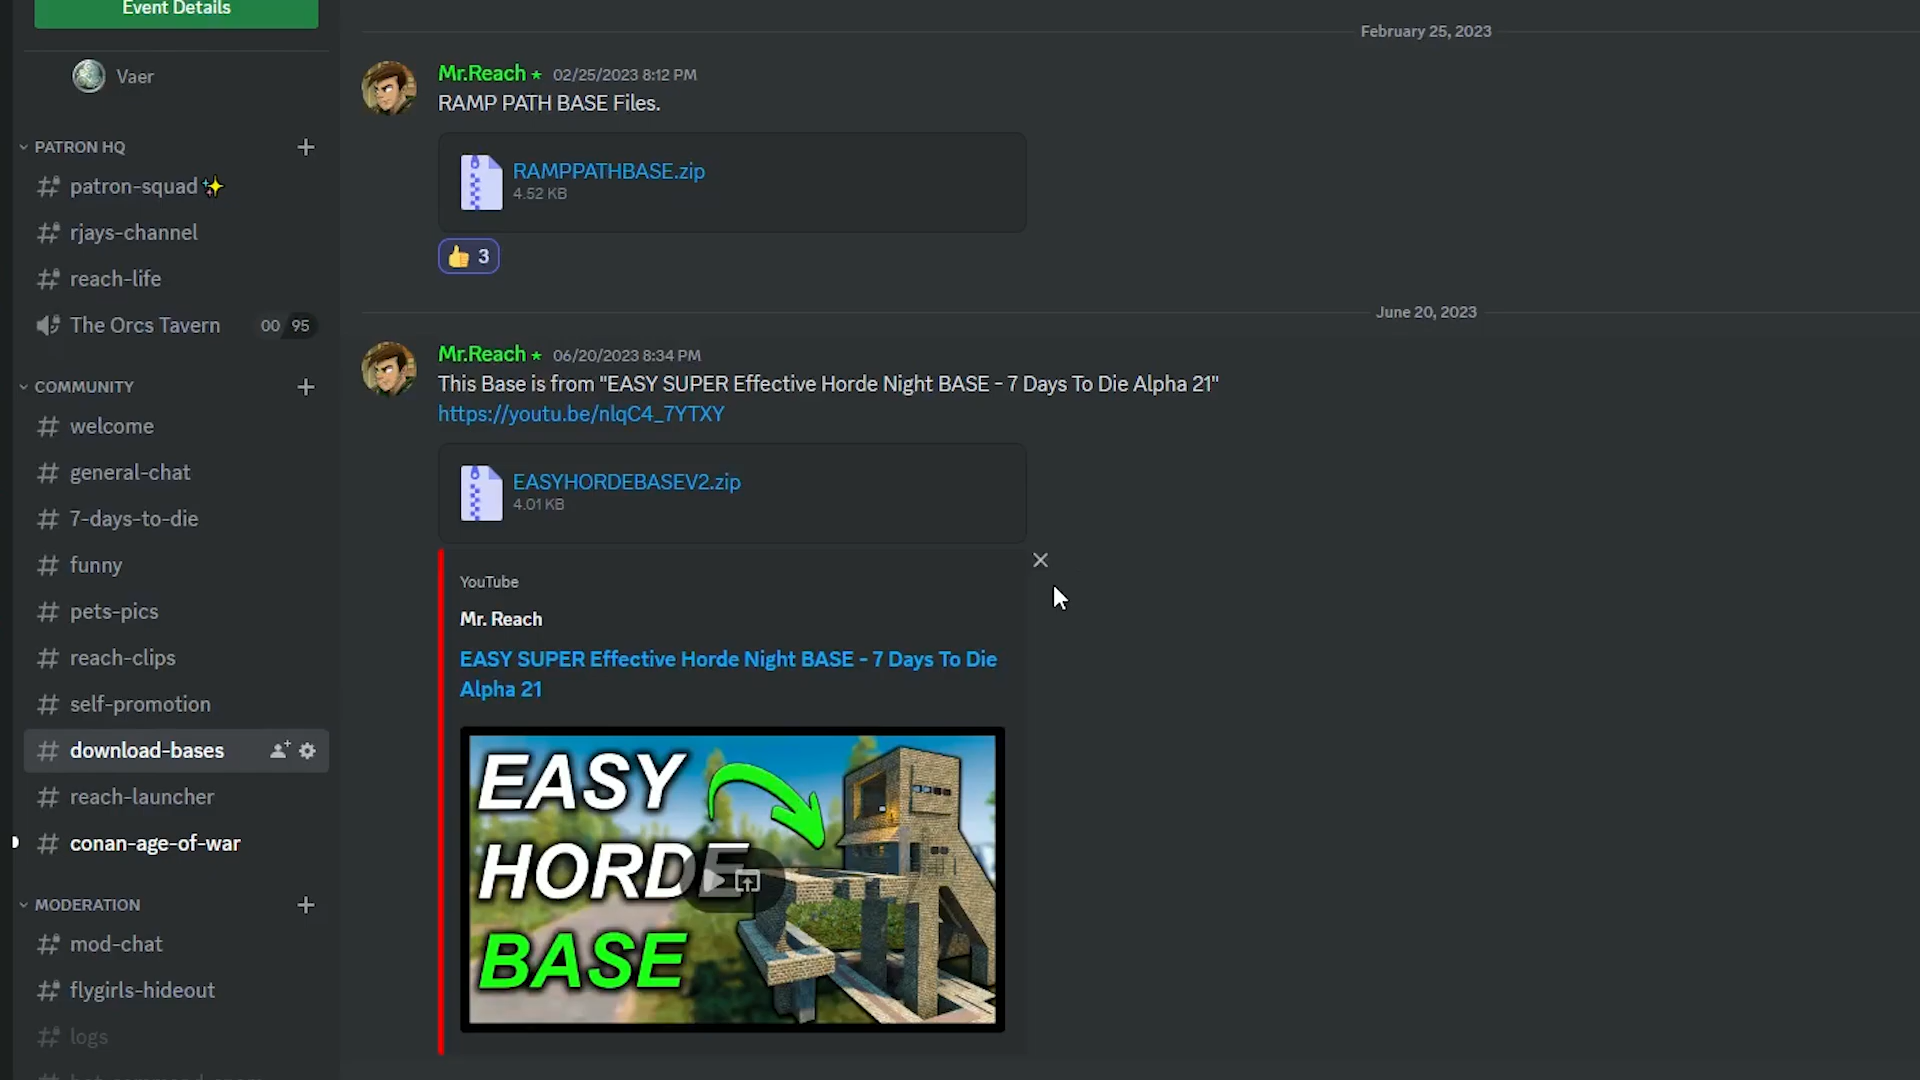 Event Details
Vaer
PATRON HQ
patron-squad
rjays-channel
reach-life
The Orcs Tavern 00 95
COMMUNITY
welcome
general-chat
7-days-to-die
funny
pets-pics
reach-clips
self-promotion
download-bases
reach-launcher
conan-age-of-war
MODERATION
mod-chat
flygirls-hideout
logs
February 25, 2023
Mr.Reach 02/25/2023 8:12 PM
RAMP PATH BASE Files.
RAMPPATHBASE.zip
4.52 KB
3
June 20, 2023
Mr.Reach 06/20/2023 8:34 PM
This Base is from "EASY SUPER Effective Horde Night BASE - 7 Days To Die Alpha 21"
https://youtu.be/nlqC4_7YTXY
EASYHORDEBASEV2.zip
4.01 KB
YouTube
Mr. Reach
EASY SUPER Effective Horde Night BASE - 7 Days To Die
Alpha 21
EASY
HORDE
BASE